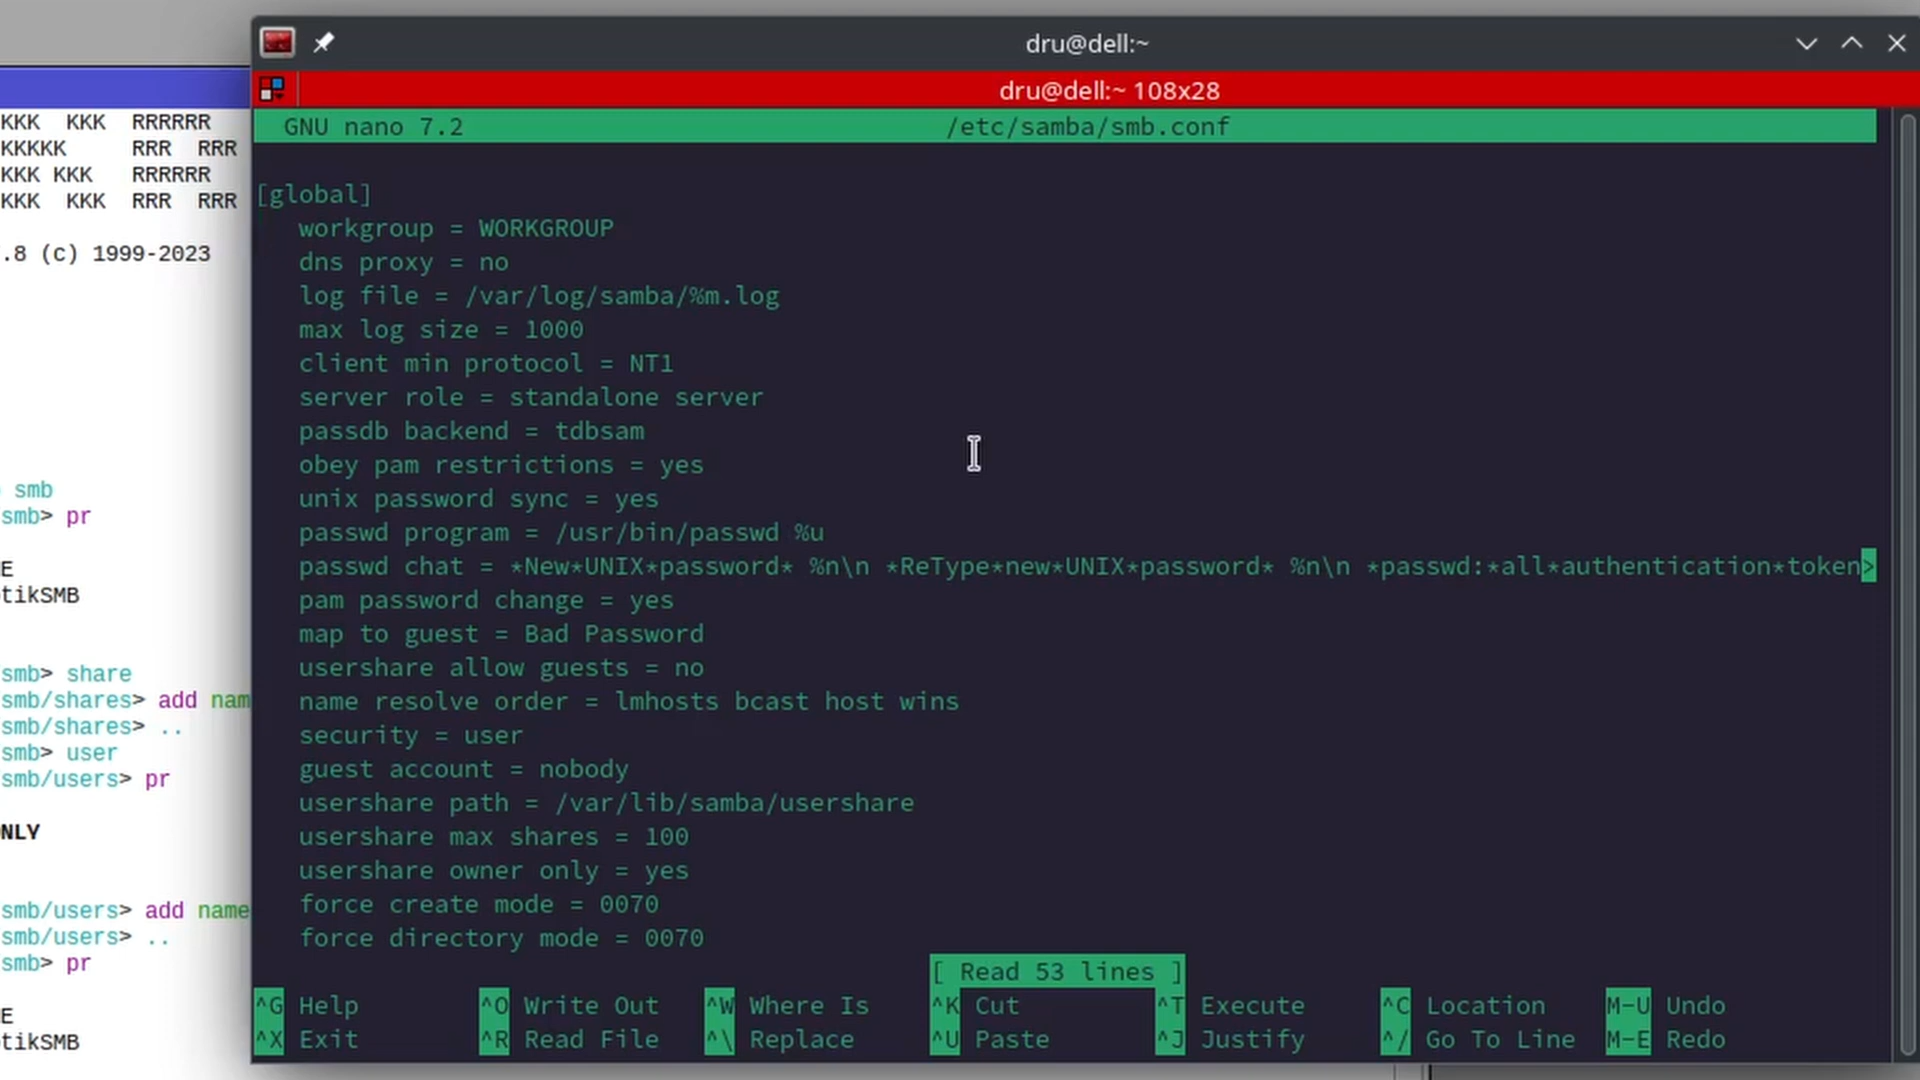 dru@dell:~
dru@dell:~ 108x28
KKK KKK RRRRRR
KKKKK RRR RRR
KKK KKK RRRRRR
KKK KKK RRR RRR
.8 (c) 1999-2023
smb
smb> pr
E
tikSMB
smb> share
smb/shares> add nam
smb/shares> ..
smb> user
smb/users> pr
NLY
smb/users> add name
smb/users> ..
smb> pr
E
tikSMB
GNU nano 7.2 /etc/samba/smb.conf
[global]
workgroup = WORKGROUP
dns proxy = no
log file = /var/log/samba/%m.log
max log size = 1000
client min protocol = NT1
server role = standalone server
passdb backend = tdbsam
obey pam restrictions = yes
unix password sync = yes
passwd program = /usr/bin/passwd %u
passwd chat = *New*UNIX*password* %n\n *ReType*new*UNIX*password* %n\n *passwd:*all*authentication*token>
pam password change = yes
map to guest = Bad Password
usershare allow guests = no
name resolve order = lmhosts bcast host wins
security = user
guest account = nobody
usershare path = /var/lib/samba/usershare
usershare max shares = 100
usershare owner only = yes
force create mode = 0070
force directory mode = 0070
[ Read 53 lines ]
^G Help ^O Write Out ^W Where Is ^K Cut ^T Execute ^C Location M-U Undo
^X Exit ^R Read File ^\ Replace ^U Paste ^J Justify ^/ Go To Line M-E Redo